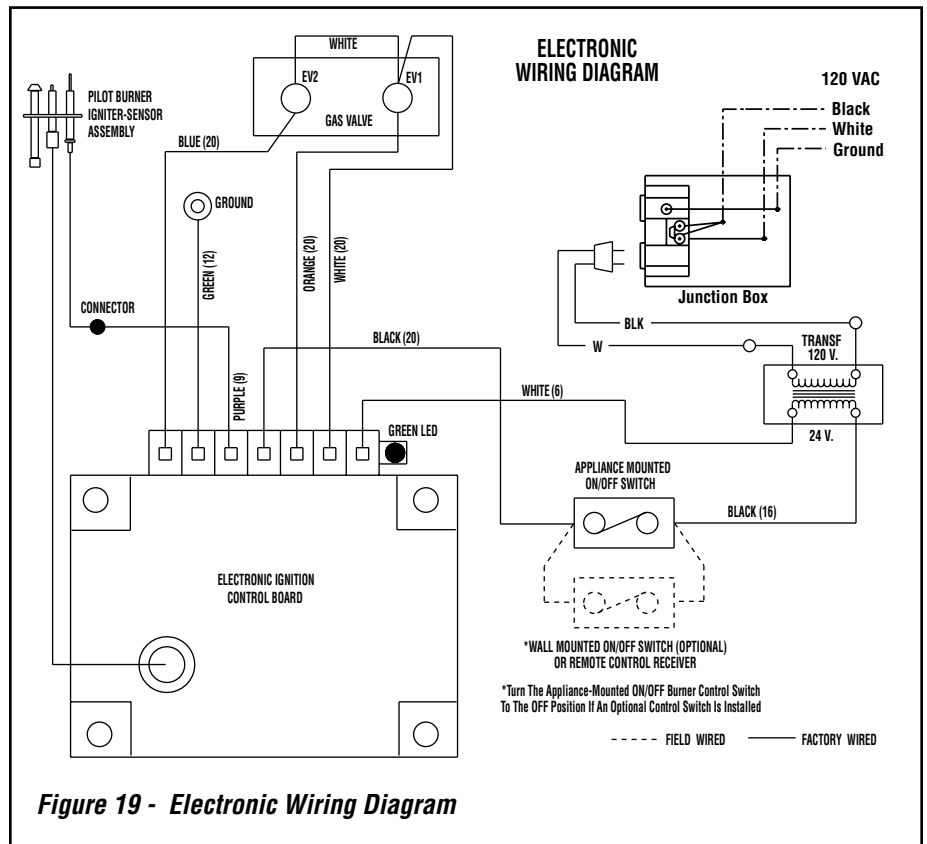 ELECTRONIC
WIRING DIAGRAM
120 VAC
Black
White
Ground
Junction Box
WHITE
EV2
EV1
GAS VALVE
PILOT BURNER
IGNITER-SENSOR
ASSEMBLY
BLUE (20)
GROUND
GREEN (12)
ORANGE (20)
WHITE (20)
CONNECTOR
PURPLE (9)
BLACK (20)
WHITE (6)
GREEN LED
BLK
W
TRANSF
120 V.
24 V.
APPLIANCE MOUNTED
ON/OFF SWITCH
BLACK (16)
ELECTRONIC IGNITION
CONTROL BOARD
*WALL MOUNTED ON/OFF SWITCH (OPTIONAL)
OR REMOTE CONTROL RECEIVER
*Turn The Appliance-Mounted ON/OFF Burner Control Switch
To The OFF Position If An Optional Control Switch Is Installed
FIELD WIRED
FACTORY WIRED
Figure 19 - Electronic Wiring Diagram